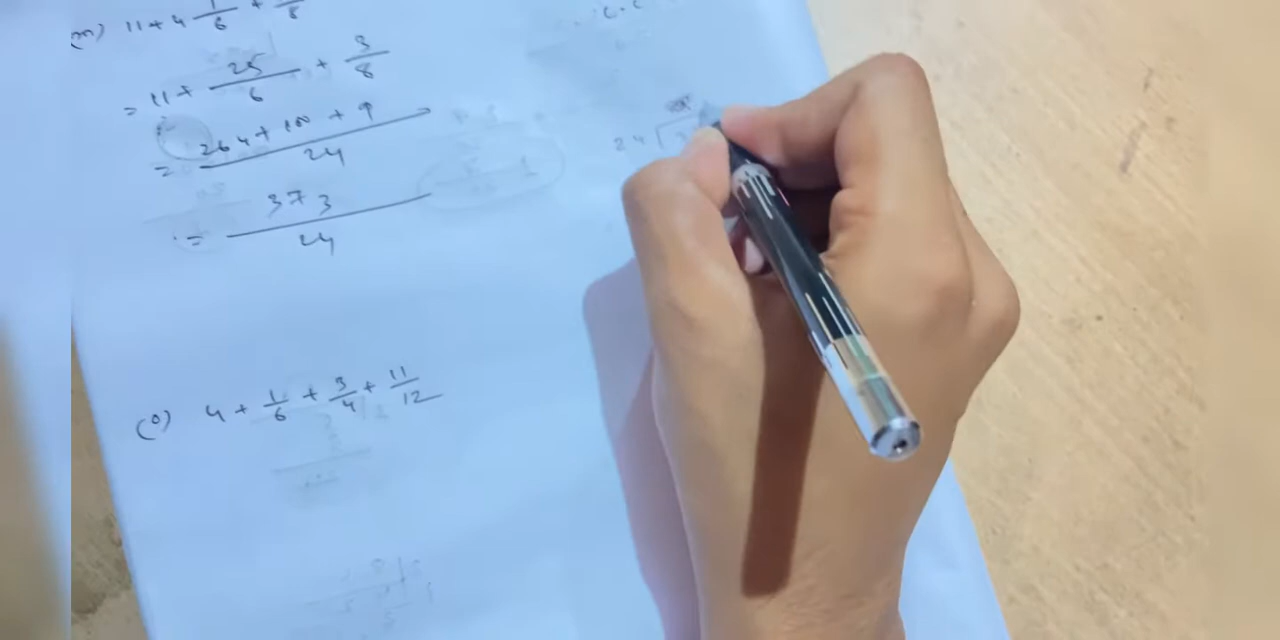 (m) 11 + 4 1/6 + /8
= 11 + 25/6 + 3/8
= 264 + 100 + 9 / 24
= 373 / 24
24
(o) 4 + 1/6 + 3/4 + 11/12